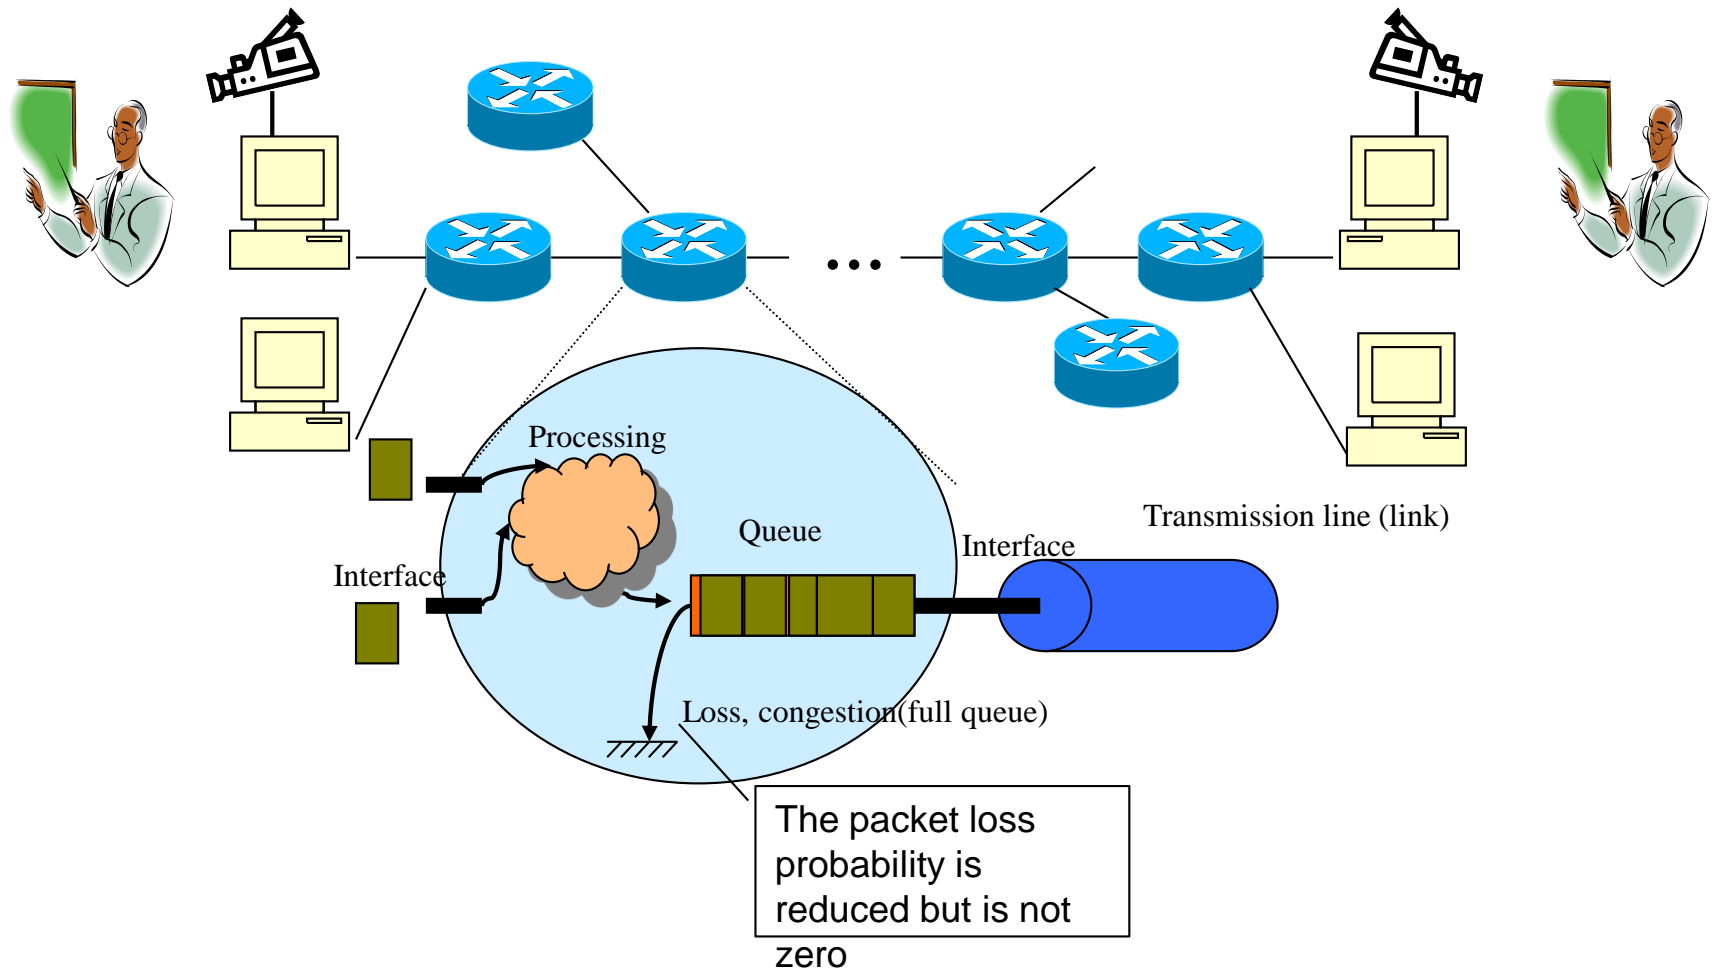 Processing
Transmission line (link)
Queue
Interface
Interface
Loss, congestion(full queue)
The packet loss
probability is
reduced but is not
zero